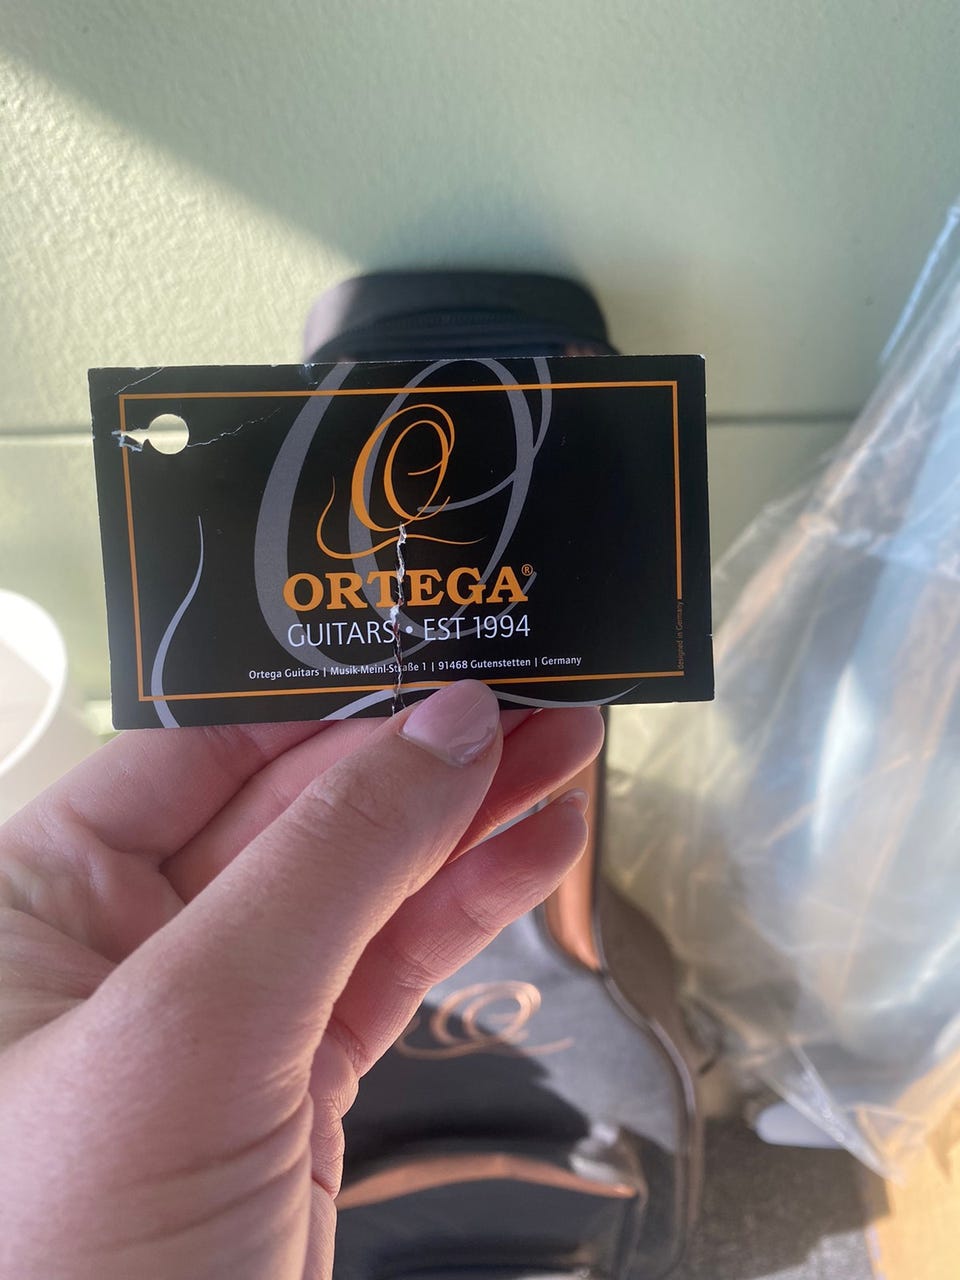 ORTEGA®
GUITARS • EST 1994
Ortega Guitars | Musik-Meinl-Straße 1 | 91468 Gutenstetten | Germany
designed in Germany